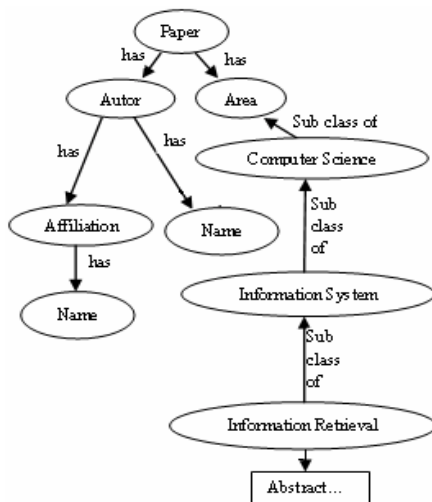 Paper
has
has
Autor
Area
Sub class of
has
has
Computer Science
Affiliation
Name
Sub
class
of
has
Name
Information System
Sub
class
of
Information Retrieval
Abstract...